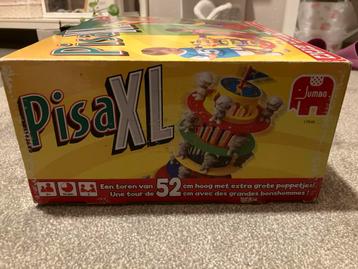 Pisa XL
JUMBO
Een toren van 52 cm hoog met extra grote poppetjes!
Une tour de 52 cm avec des grandes bonshommes!